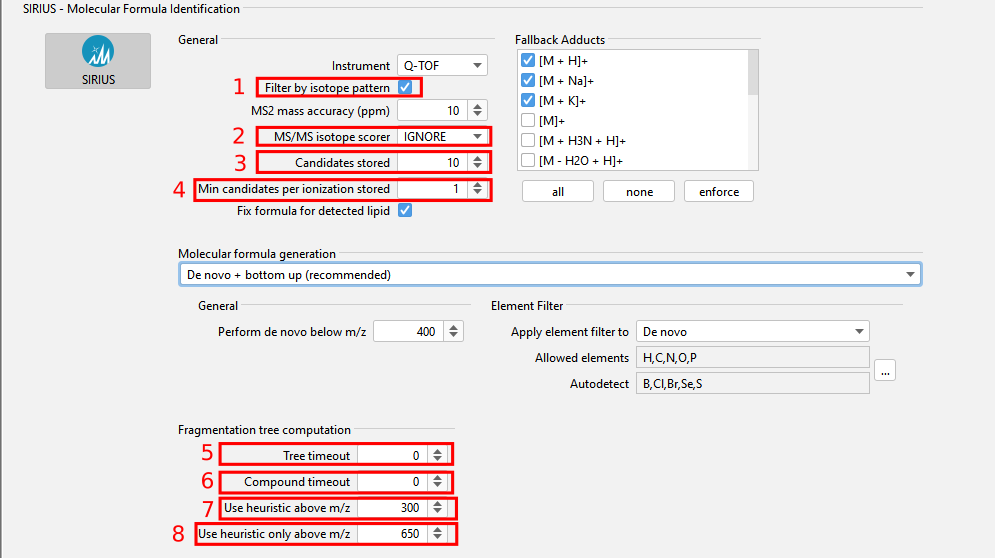 SIRIUS - Molecular Formula Identification
SIRIUS
General
Instrument Q-TOF
1 Filter by isotope pattern
MS2 mass accuracy (ppm) 10
2 MS/MS isotope scorer IGNORE
3 Candidates stored 10
4 Min candidates per ionization stored 1
Fix formula for detected lipid
Fallback Adducts
[M + H]+
[M + Na]+
[M + K]+
[M]+
[M + H3N + H]+
[M - H2O + H]+
all none enforce
Molecular formula generation
De novo + bottom up (recommended)
General
Perform de novo below m/z 400
Element Filter
Apply element filter to De novo
Allowed elements H,C,N,O,P
Autodetect B,Cl,Br,Se,S
...
Fragmentation tree computation
5 Tree timeout 0
6 Compound timeout 0
7 Use heuristic above m/z 300
8 Use heuristic only above m/z 650